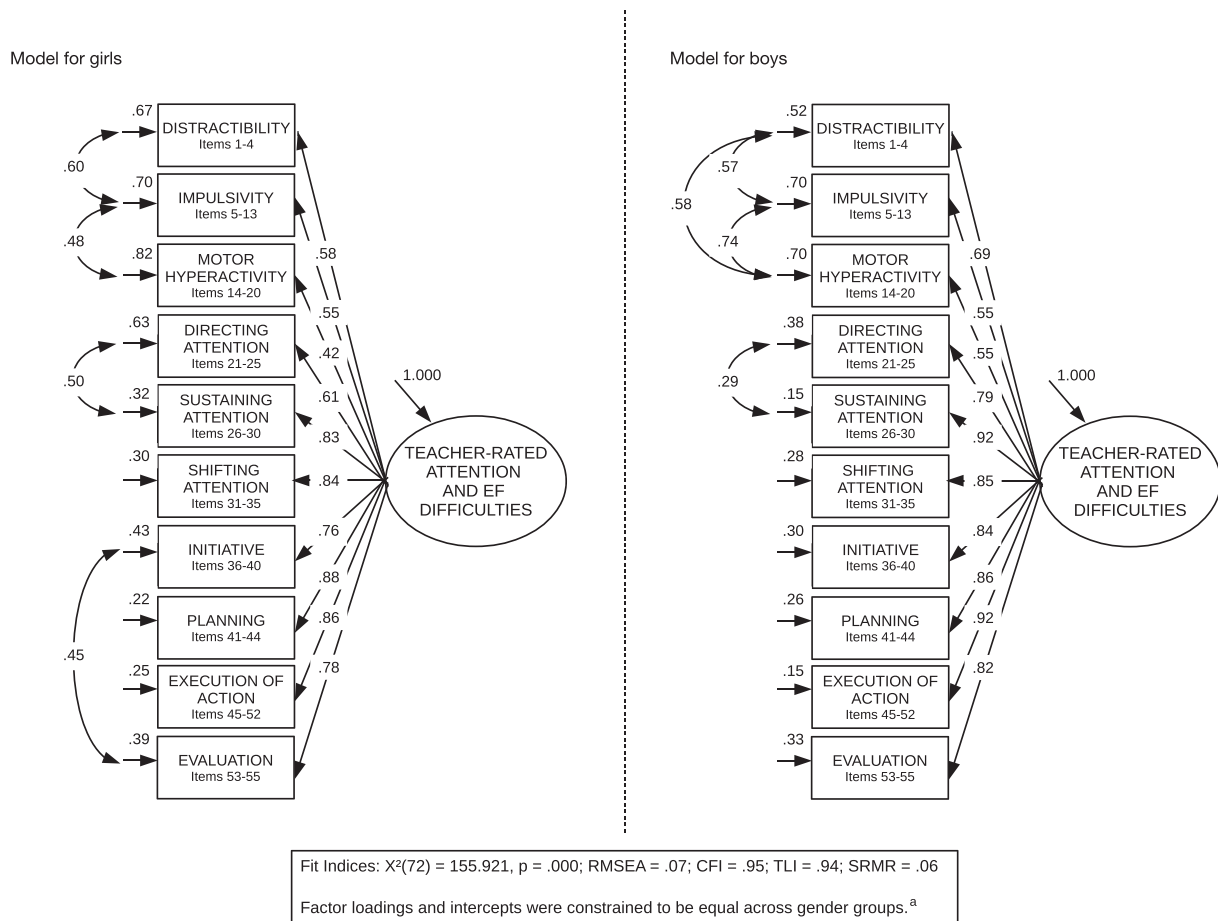 Model for girls
.67
DISTRACTIBILITY
Items 1-4
.60
.70
IMPULSIVITY
Items 5-13
.48
.82
MOTOR
HYPERACTIVITY
Items 14-20
.63
DIRECTING
ATTENTION
Items 21-25
.50
.32
SUSTAINING
ATTENTION
Items 26-30
.30
SHIFTING
ATTENTION
Items 31-35
.43
INITIATIVE
Items 36-40
.22
PLANNING
Items 41-44
.45
.25
EXECUTION OF
ACTION
Items 45-52
.39
EVALUATION
Items 53-55
.58
.55
.42
.61
.83
.84
.76
.88
.86
.78
1.000
TEACHER-RATED
ATTENTION
AND EF
DIFFICULTIES
Model for boys
.52
DISTRACTIBILITY
Items 1-4
.57
.58
.70
IMPULSIVITY
Items 5-13
.74
.70
MOTOR
HYPERACTIVITY
Items 14-20
.38
DIRECTING
ATTENTION
Items 21-25
.29
.15
SUSTAINING
ATTENTION
Items 26-30
.28
SHIFTING
ATTENTION
Items 31-35
.30
INITIATIVE
Items 36-40
.26
PLANNING
Items 41-44
.15
EXECUTION OF
ACTION
Items 45-52
.33
EVALUATION
Items 53-55
.69
.55
.55
.79
.92
.85
.84
.86
.92
.82
1.000
TEACHER-RATED
ATTENTION
AND EF
DIFFICULTIES
Fit Indices: X²(72) = 155.921, p = .000; RMSEA = .07; CFI = .95; TLI = .94; SRMR = .06
Factor loadings and intercepts were constrained to be equal across gender groups.ª